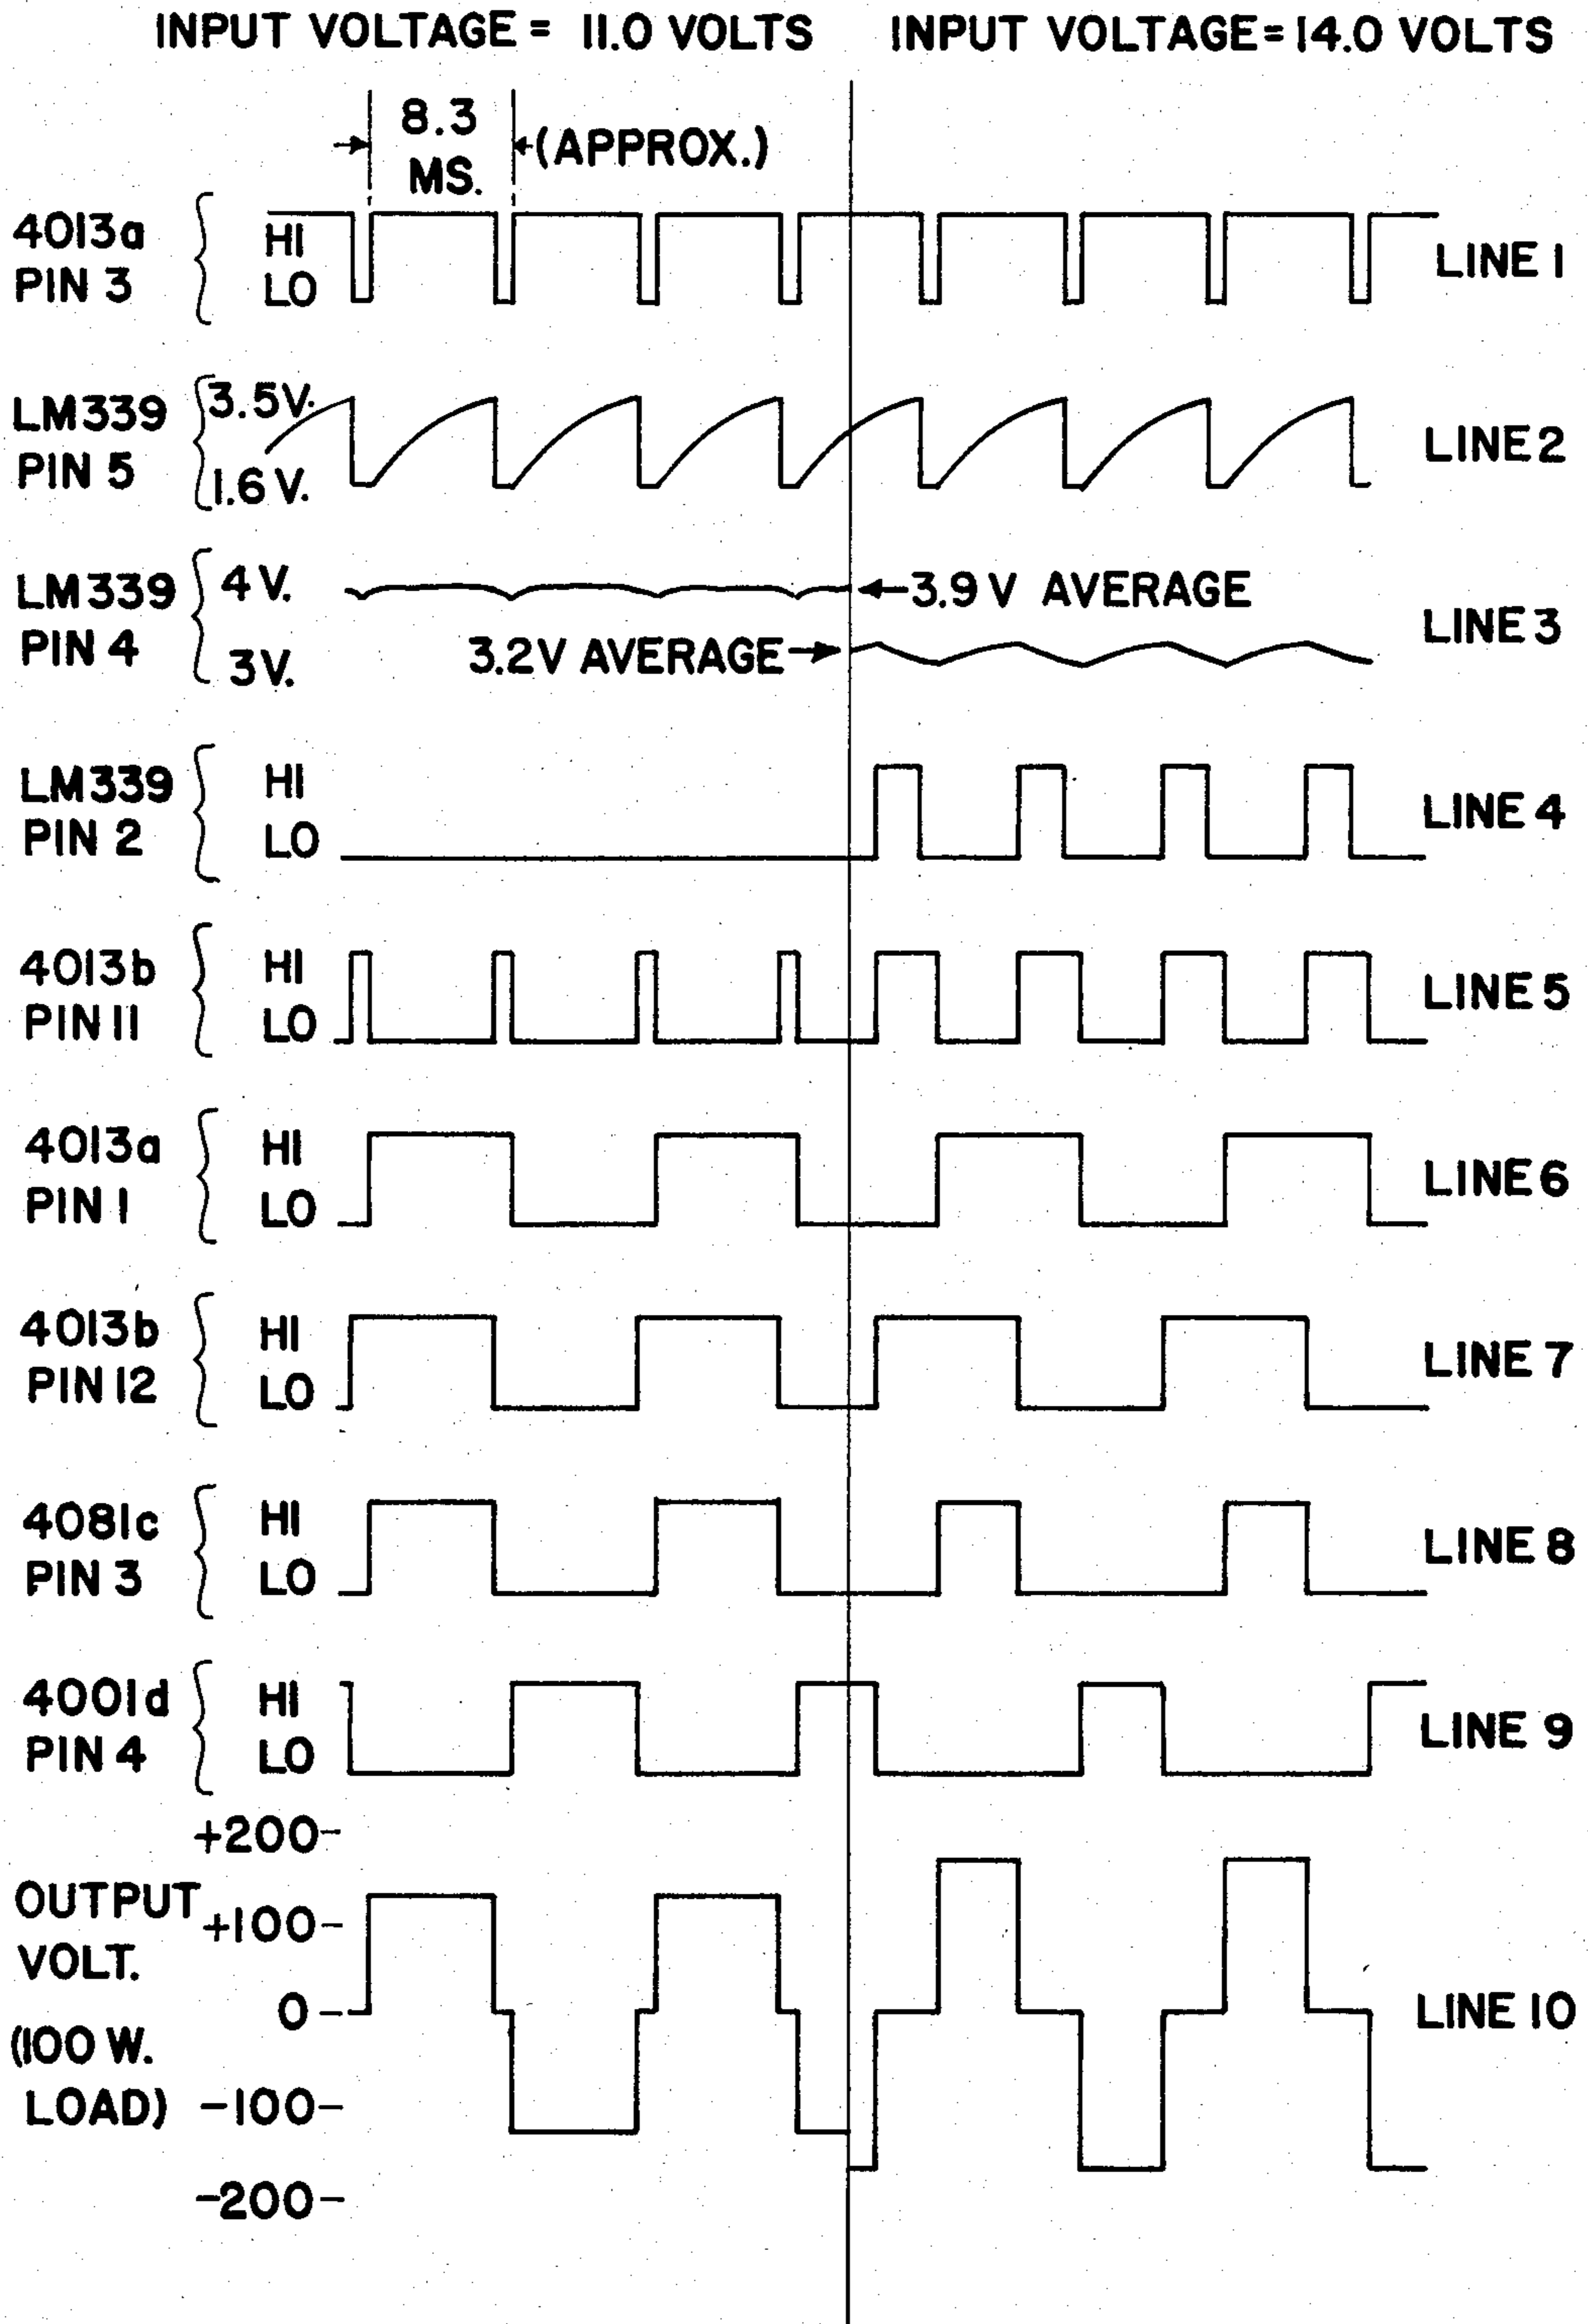 INPUT VOLTAGE = 11.0 VOLTS
INPUT VOLTAGE = 14.0 VOLTS
8.3
MS.
(APPROX.)
4013a
PIN 3
HI
LO
LINE 1
LM339
PIN 5
3.5V.
1.6V.
LINE 2
LM339
PIN 4
4V.
3V.
3.9V AVERAGE
3.2V AVERAGE
LINE 3
LM339
PIN 2
HI
LO
LINE 4
4013b
PIN 11
HI
LO
LINE 5
4013a
PIN 1
HI
LO
LINE 6
4013b
PIN 12
HI
LO
LINE 7
4081c
PIN 3
HI
LO
LINE 8
4001d
PIN 4
HI
LO
LINE 9
+200-
OUTPUT
VOLT.
+100-
0-
(100 W.
LOAD)
-100-
-200-
LINE 10